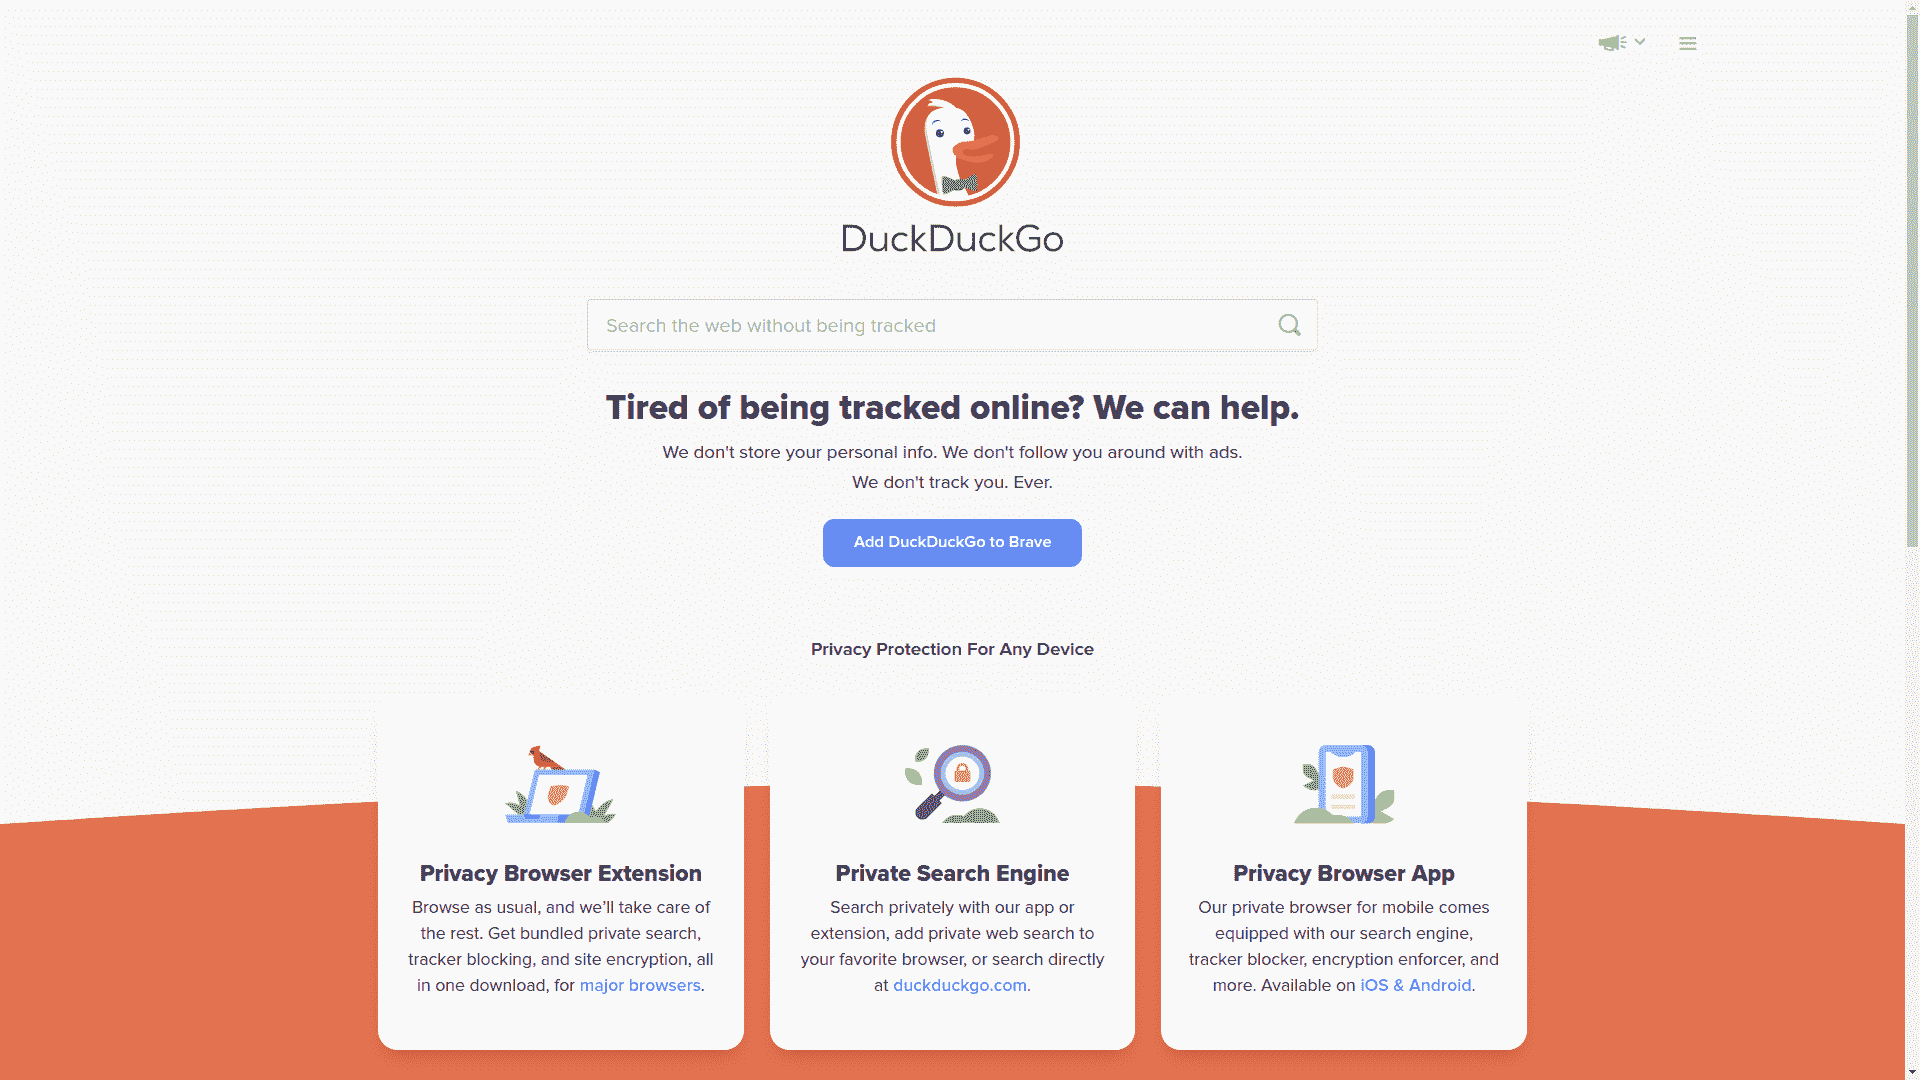 DuckDuckGo
Search the web without being tracked
Tired of being tracked online? We can help.
We don't store your personal info. We don't follow you around with ads.
We don't track you. Ever.
Add DuckDuckGo to Brave
Privacy Protection For Any Device
Privacy Browser Extension
Browse as usual, and we’ll take care of
the rest. Get bundled private search,
tracker blocking, and site encryption, all
in one download, for major browsers.
Private Search Engine
Search privately with our app or
extension, add private web search to
your favorite browser, or search directly
at duckduckgo.com.
Privacy Browser App
Our private browser for mobile comes
equipped with our search engine,
tracker blocker, encryption enforcer, and
more. Available on iOS & Android.